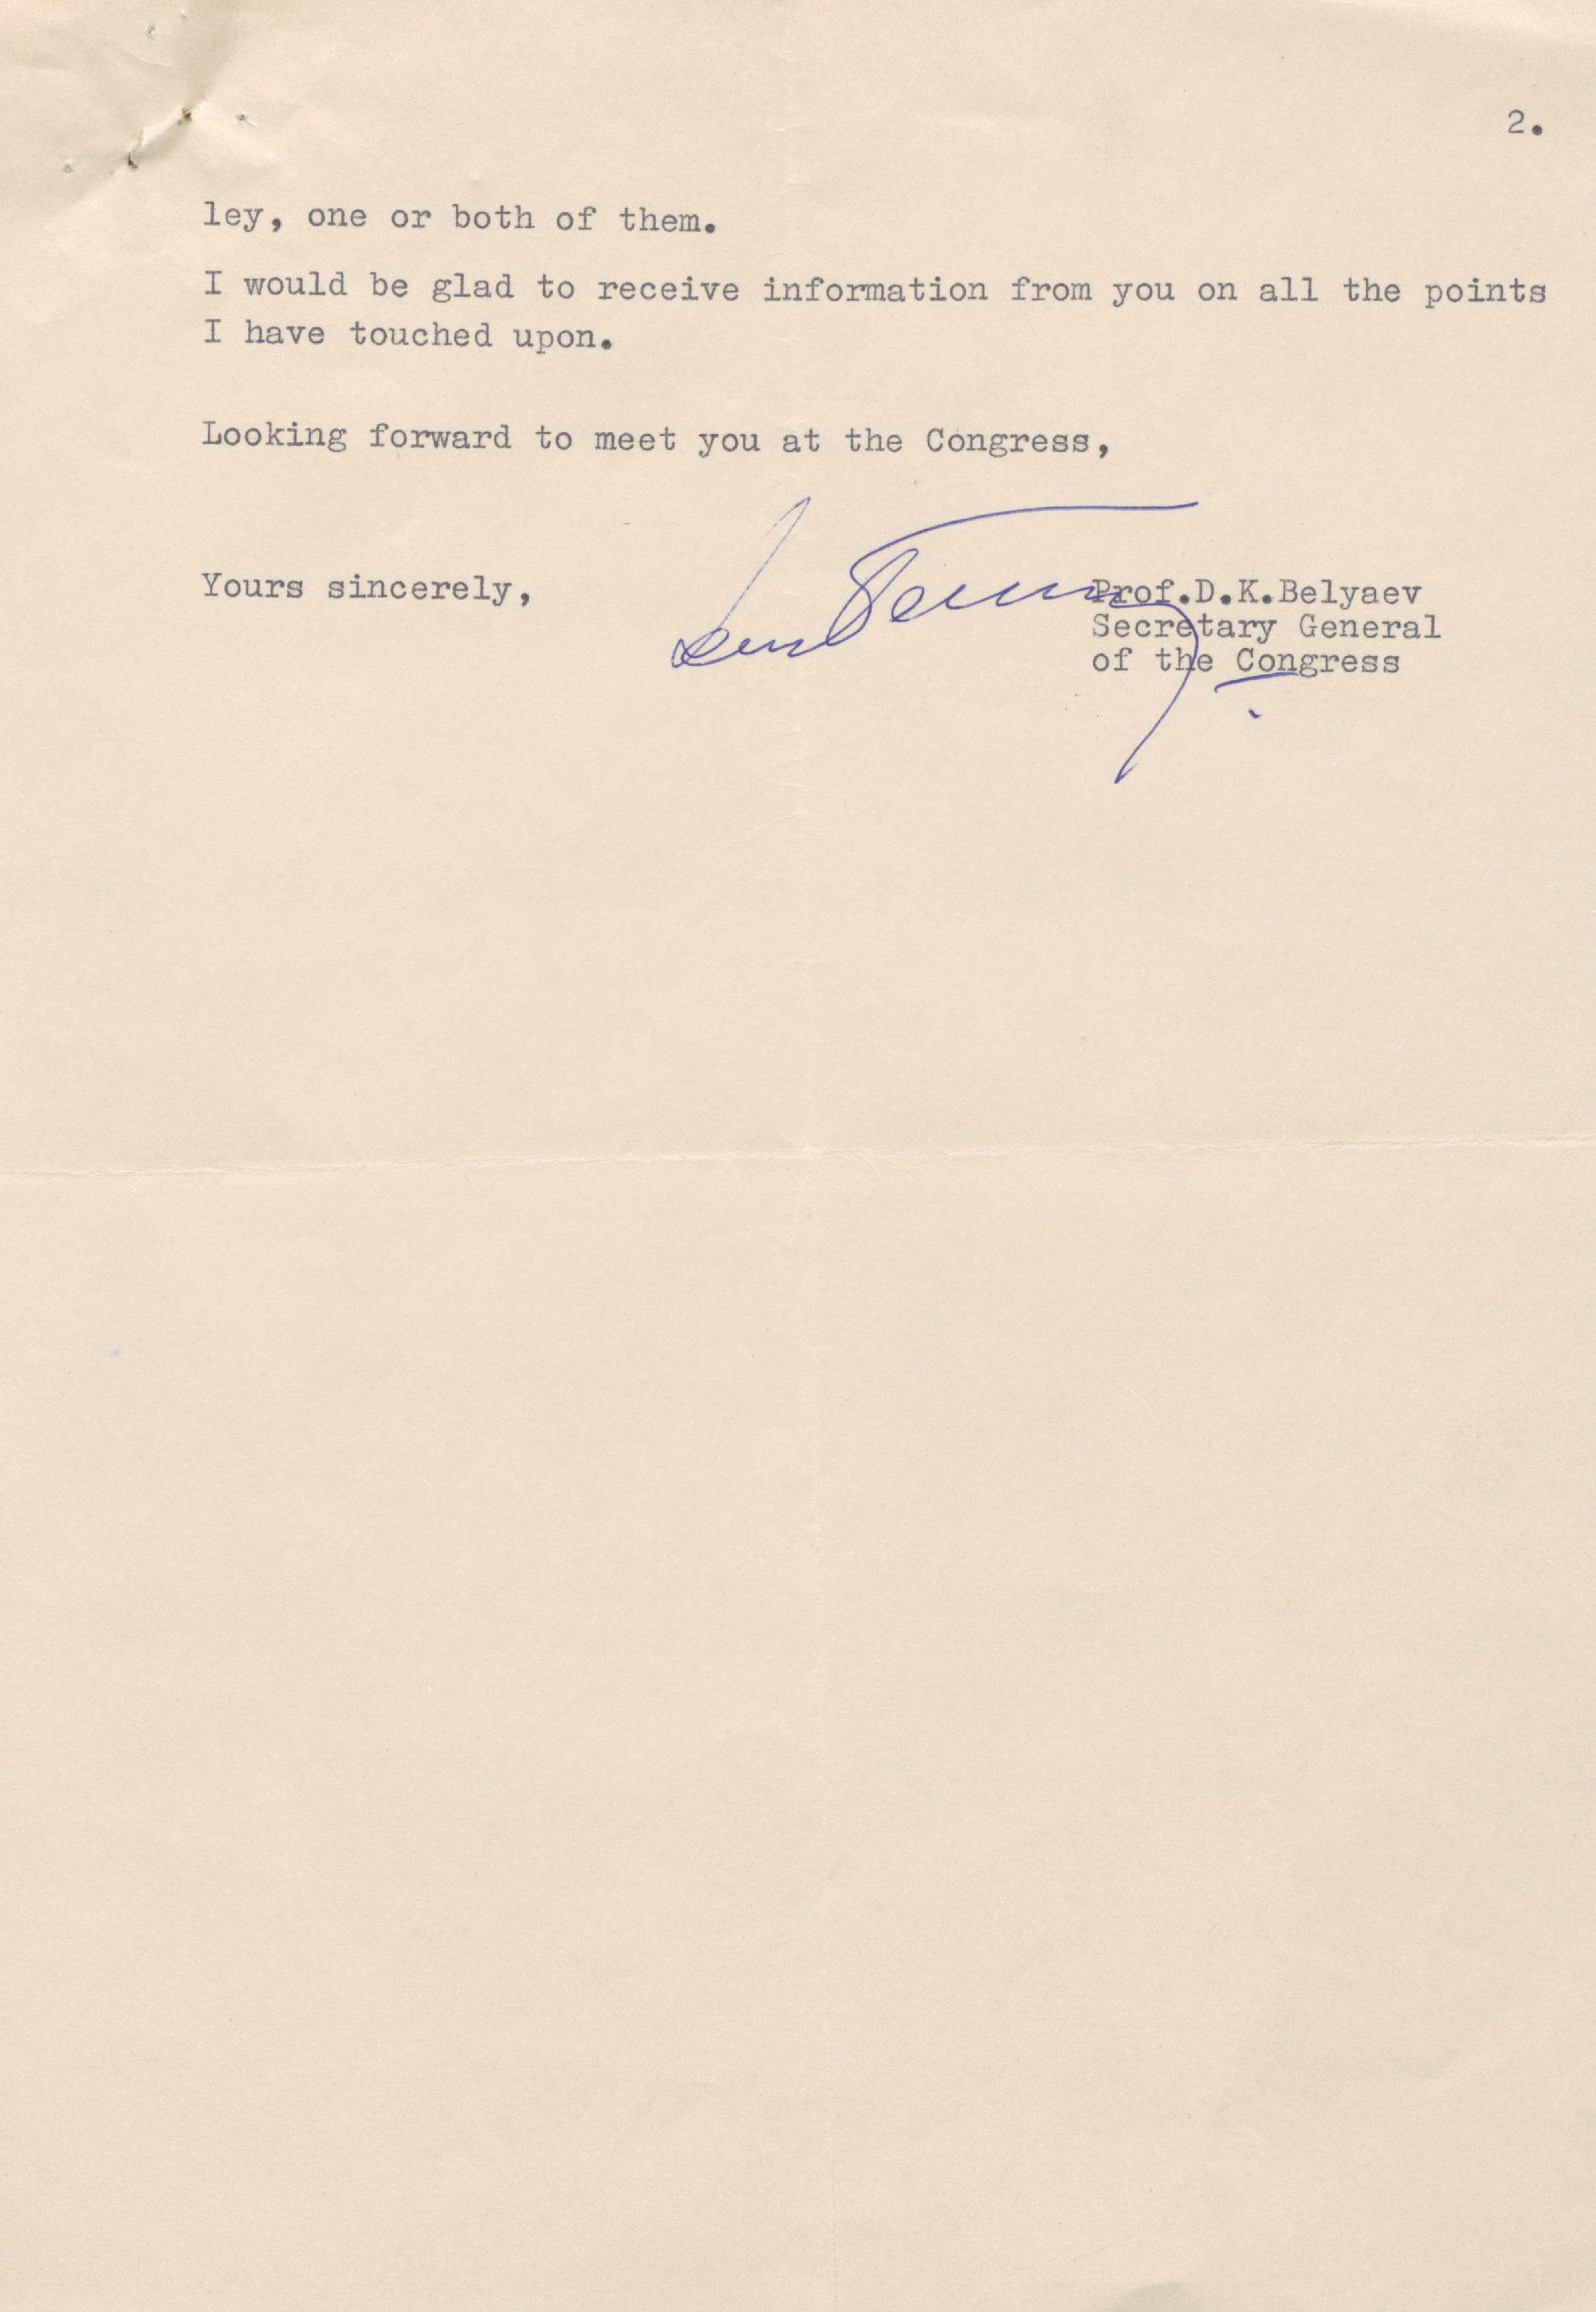 2.
ley, one or both of them.
I would be glad to receive information from you on all the points
I have touched upon.
Looking forward to meet you at the Congress,
Yours sincerely,
Prof.D.K.Belyaev
Secretary General
of the Congress